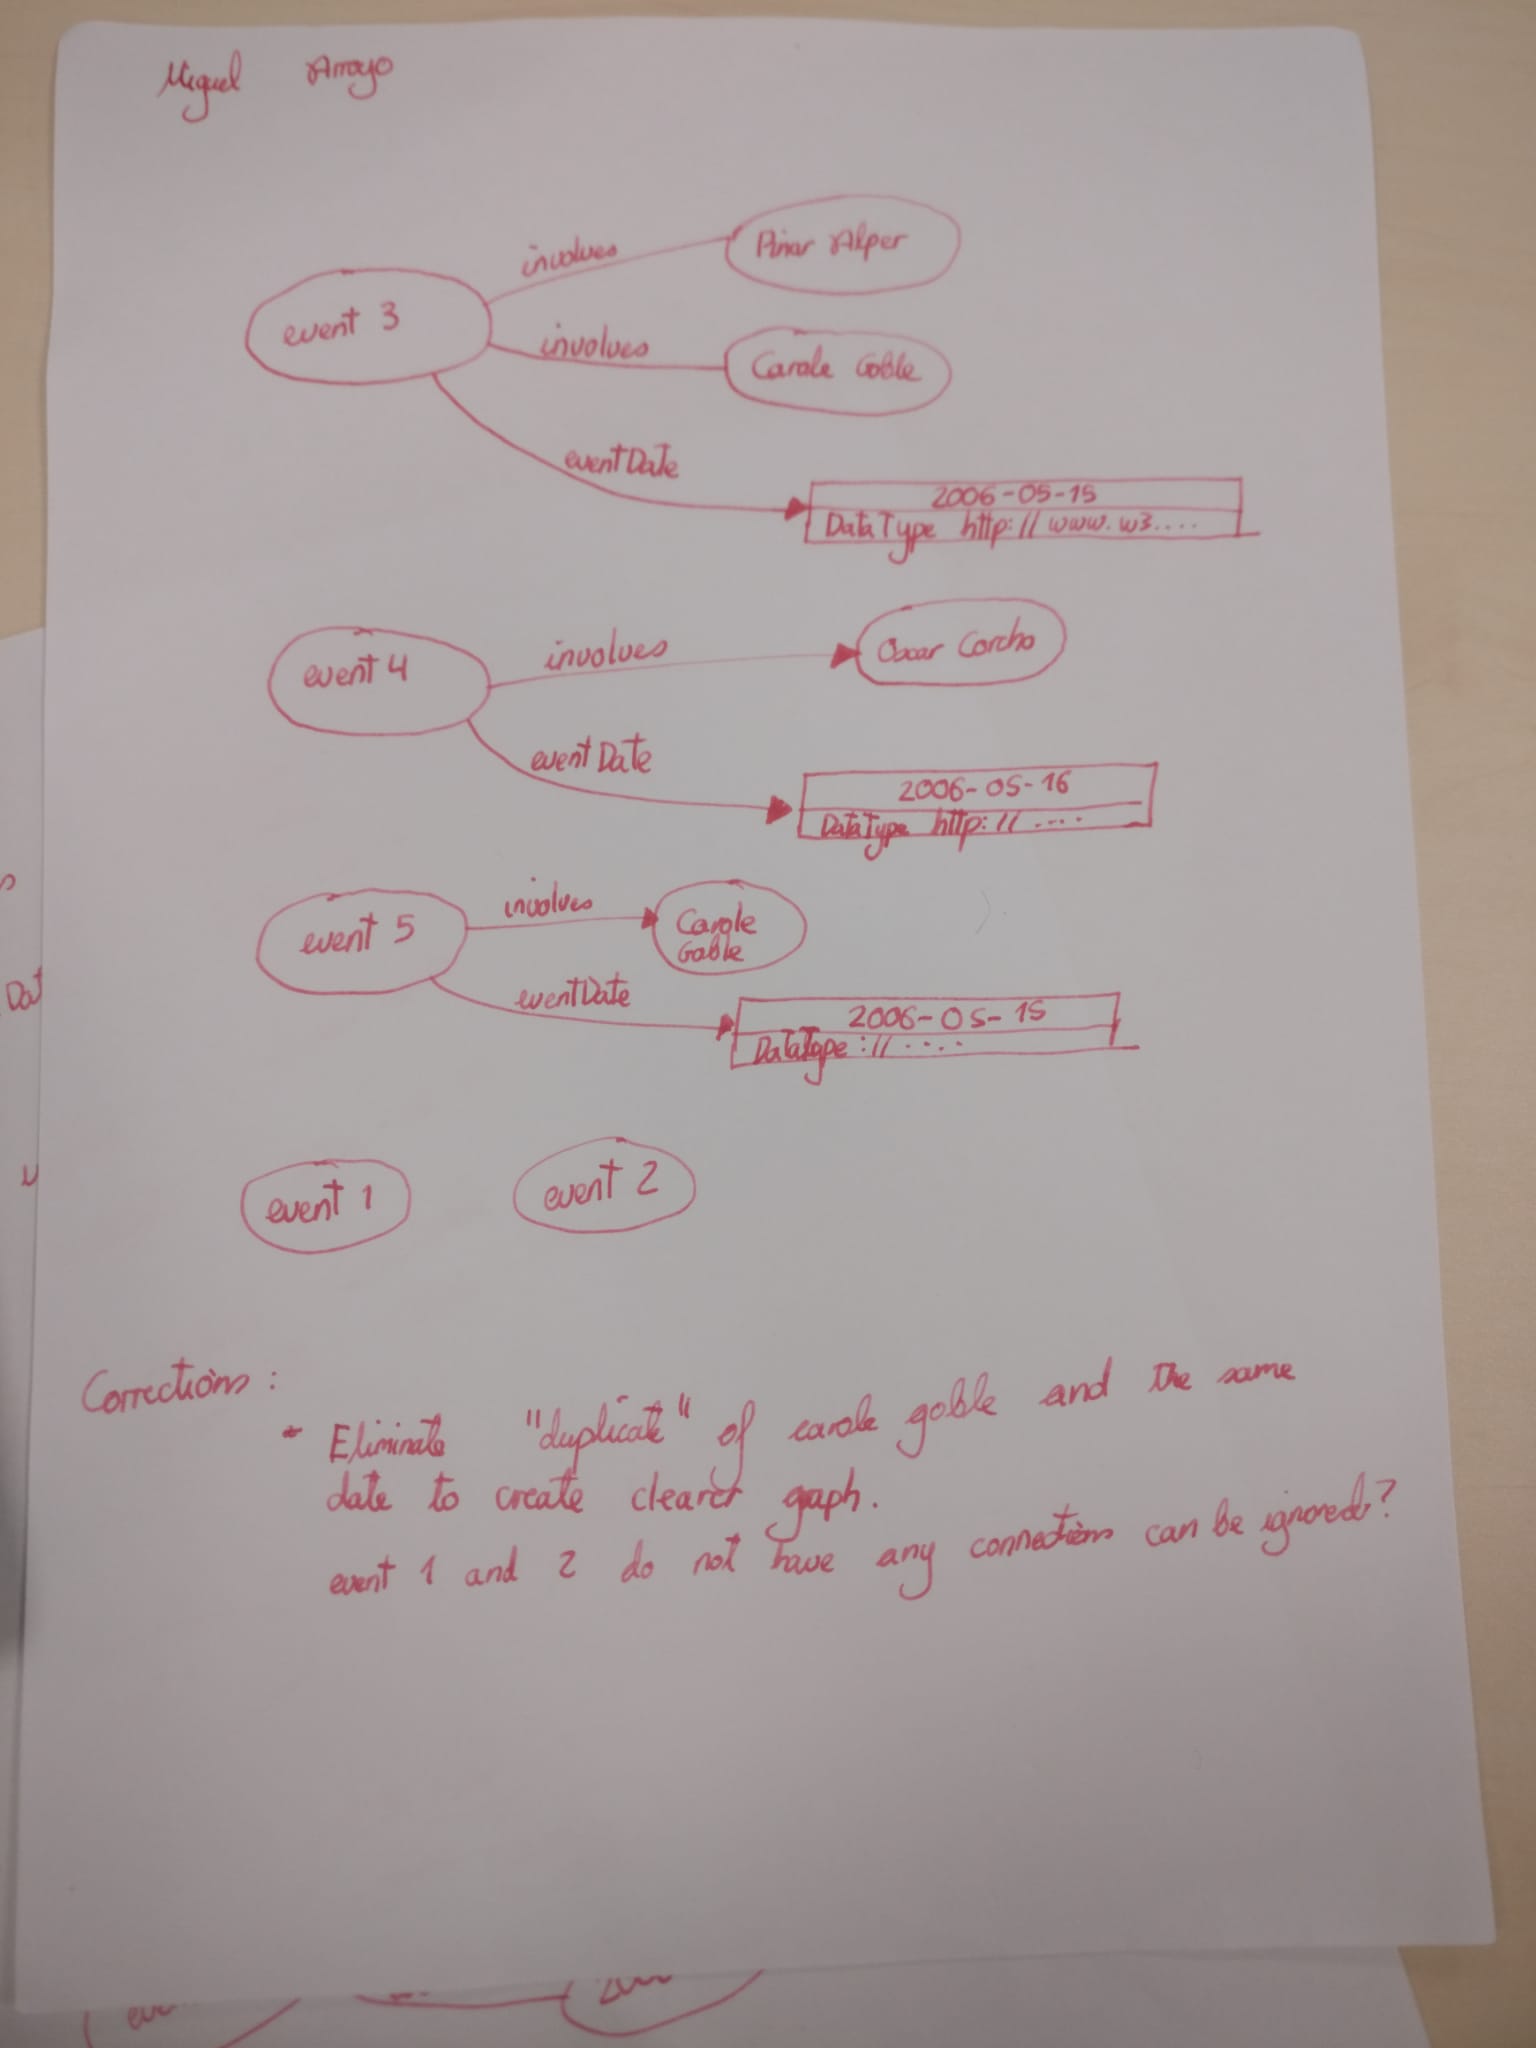 Miguel Arroyo
involves
Pinar Alper
event 3
involves
Carole Goble
eventDate
2006-05-15
DataType http://www.w3....
event 4
involves
Oscar Corcho
eventDate
2006-05-16
DataType http://....
event 5
involves
Carole
Goble
eventDate
2006-05-15
Datatype://....
event 1
event 2
Corrections:
- Eliminate "duplicate" of carole goble and the same
date to create clearer gaph.
event 1 and 2 do not have any connections can be ignored?
Dat